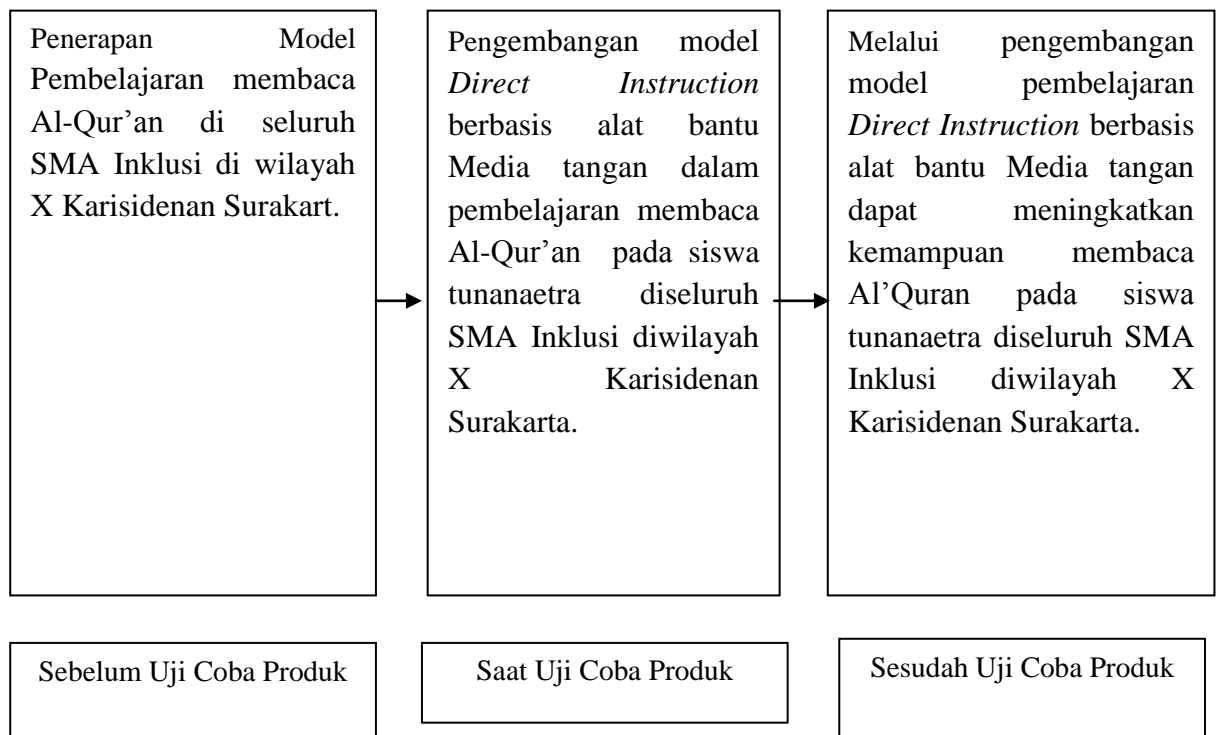 Penerapan Model
Pembelajaran membaca
Al-Qur’an di seluruh
SMA Inklusi di wilayah
X Karisidenan Surakart.
Pengembangan model
Direct Instruction
berbasis alat bantu
Media tangan dalam
pembelajaran membaca
Al-Qur’an pada siswa
tunanaetra diseluruh
SMA Inklusi diwilayah
X Karisidenan
Surakarta.
Melalui pengembangan
model pembelajaran
Direct Instruction berbasis
alat bantu Media tangan
dapat meningkatkan
kemampuan membaca
Al’Quran pada siswa
tunanaetra diseluruh SMA
Inklusi diwilayah X
Karisidenan Surakarta.
Sebelum Uji Coba Produk
Saat Uji Coba Produk
Sesudah Uji Coba Produk